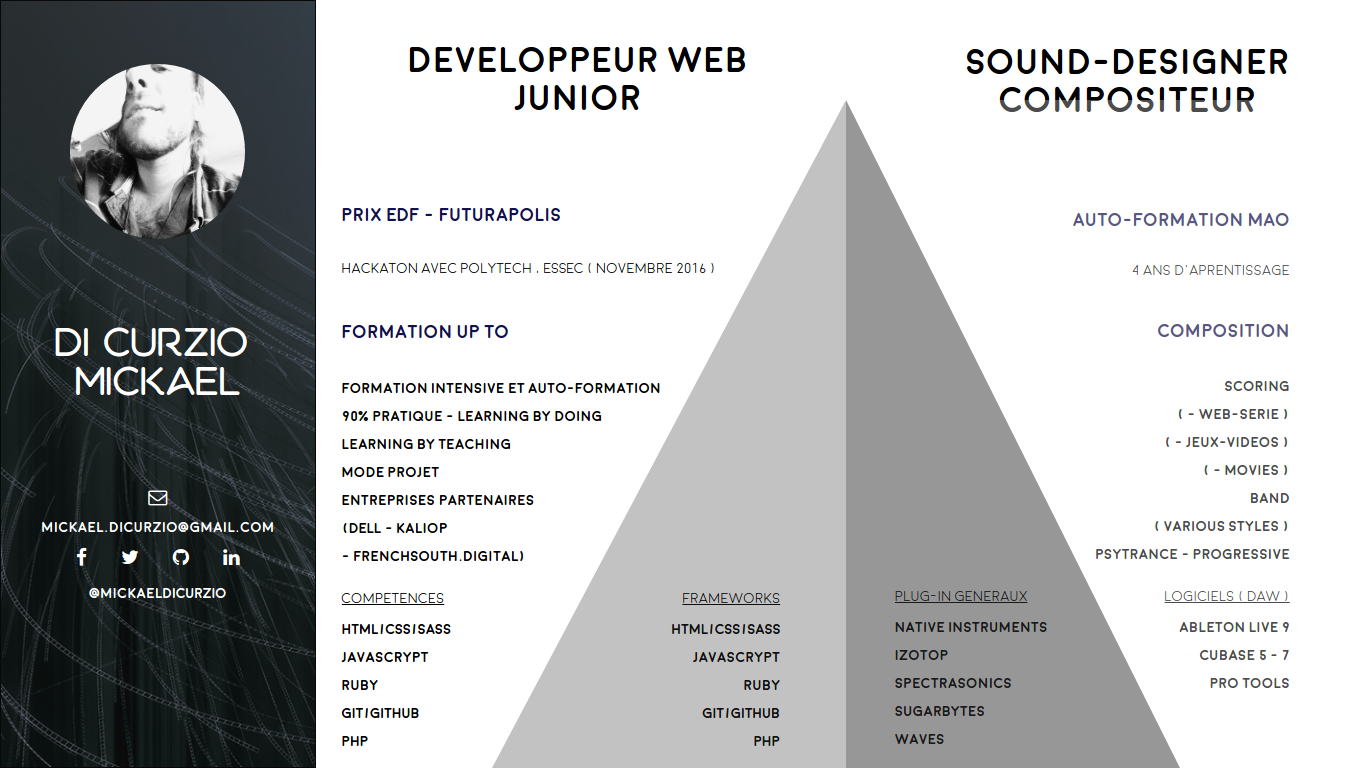 DI CURZIO
MICKAEL
MICKAEL.DICURZIO@GMAIL.COM
@MICKAELDICURZIO
DEVELOPPEUR WEB
JUNIOR
PRIX EDF - FUTURAPOLIS
HACKATON AVEC POLYTECH . ESSEC ( NOVEMBRE 2016 )
FORMATION UP TO
FORMATION INTENSIVE ET AUTO-FORMATION
90% PRATIQUE - LEARNING BY DOING
LEARNING BY TEACHING
MODE PROJET
ENTREPRISES PARTENAIRES
(DELL - KALIOP
- FRENCHSOUTH.DIGITAL)
COMPETENCES
HTML/CSS/SASS
JAVASCRYPT
RUBY
GIT/GITHUB
PHP
FRAMEWORKS
HTML/CSS/SASS
JAVASCRYPT
RUBY
GIT/GITHUB
PHP
SOUND-DESIGNER
COMPOSITEUR
AUTO-FORMATION MAO
4 ANS D'APRENTISSAGE
COMPOSITION
SCORING
( - WEB-SERIE )
( - JEUX-VIDEOS )
( - MOVIES )
BAND
( VARIOUS STYLES )
PSYTRANCE - PROGRESSIVE
PLUG-IN GENERAUX
NATIVE INSTRUMENTS
IZOTOP
SPECTRASONICS
SUGARBYTES
WAVES
LOGICIELS ( DAW )
ABLETON LIVE 9
CUBASE 5 - 7
PRO TOOLS